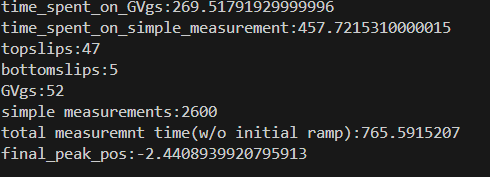 time_spent_on_GVgs:269.51791929999996
time_spent_on_simple_measurement:457.7215310000015
topslips:47
bottomslips:5
GVgs:52
simple measurements:2600
total measuremnt time(w/o initial ramp):765.5915207
final_peak_pos:-2.4408939920795913